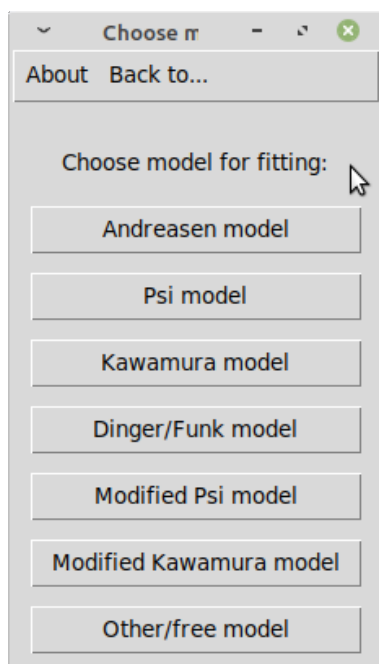 Choose m
About Back to...
Choose model for fitting:
Andreasen model
Psi model
Kawamura model
Dinger/Funk model
Modified Psi model
Modified Kawamura model
Other/free model